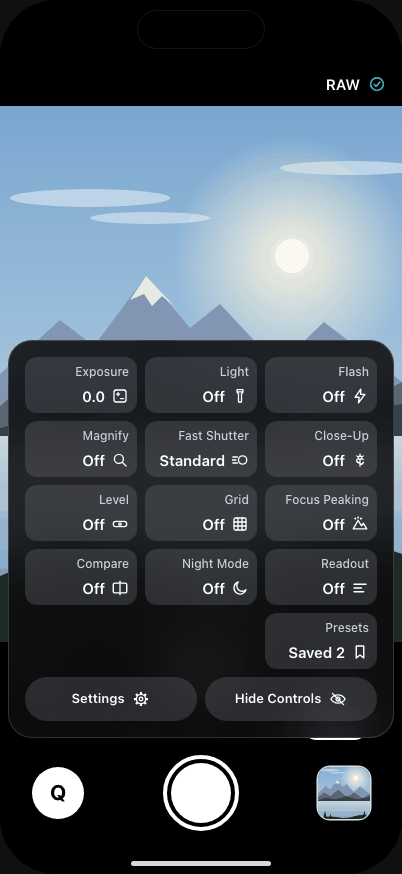 RAW
Exposure
0.0
Light
Off
Flash
Off
Magnify
Off
Fast Shutter
Standard
Close-Up
Off
Level
Off
Grid
Off
Focus Peaking
Off
Compare
Off
Night Mode
Off
Readout
Off
Presets
Saved 2
Settings
Hide Controls
Q